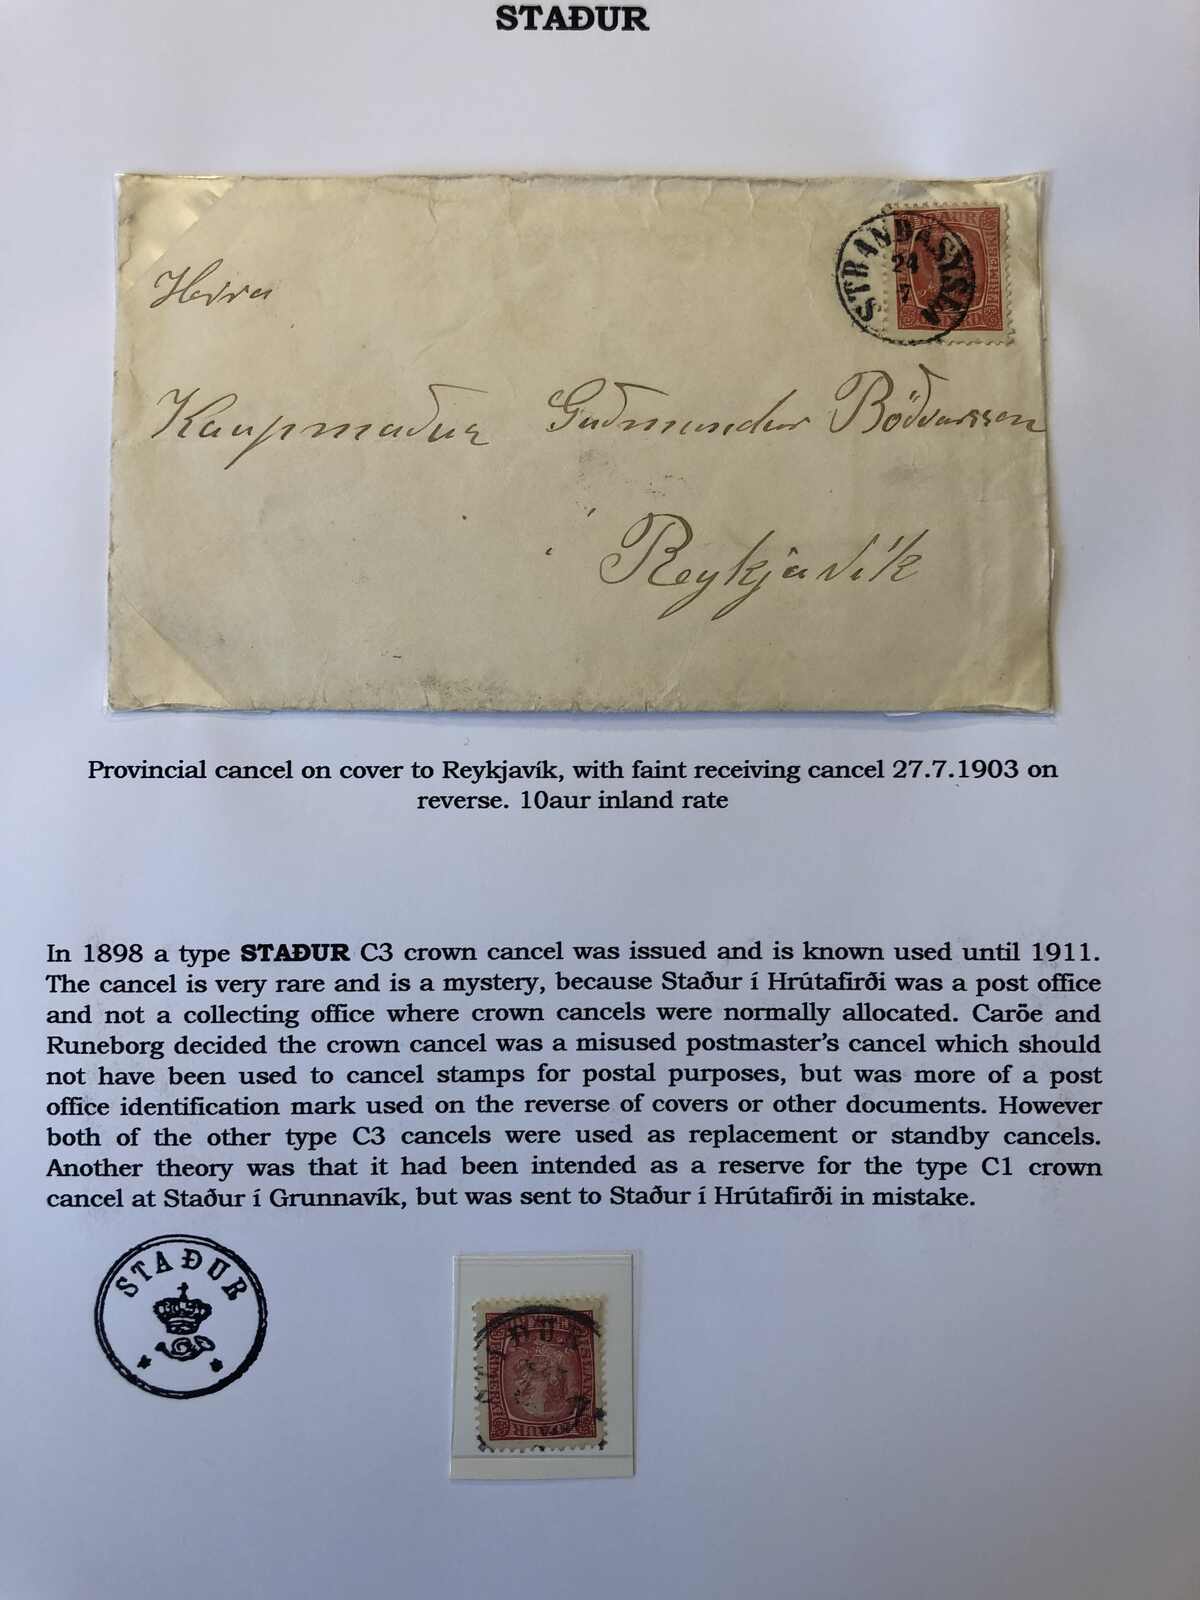 STAÐUR
STRANDASÝSLA
24
7
10 AUR
Herra
Kaupmaður Guðmundur Böðvarsson
Reykjavík
Provincial cancel on cover to Reykjavík, with faint receiving cancel 27.7.1903 on
reverse. 10aur inland rate
In 1898 a type STAÐUR C3 crown cancel was issued and is known used until 1911.
The cancel is very rare and is a mystery, because Staður í Hrútafirði was a post office
and not a collecting office where crown cancels were normally allocated. Caröe and
Runeborg decided the crown cancel was a misused postmaster’s cancel which should
not have been used to cancel stamps for postal purposes, but was more of a post
office identification mark used on the reverse of covers or other documents. However
both of the other type C3 cancels were used as replacement or standby cancels.
Another theory was that it had been intended as a reserve for the type C1 crown
cancel at Staður í Grunnavík, but was sent to Staður í Hrútafirði in mistake.
STAÐUR